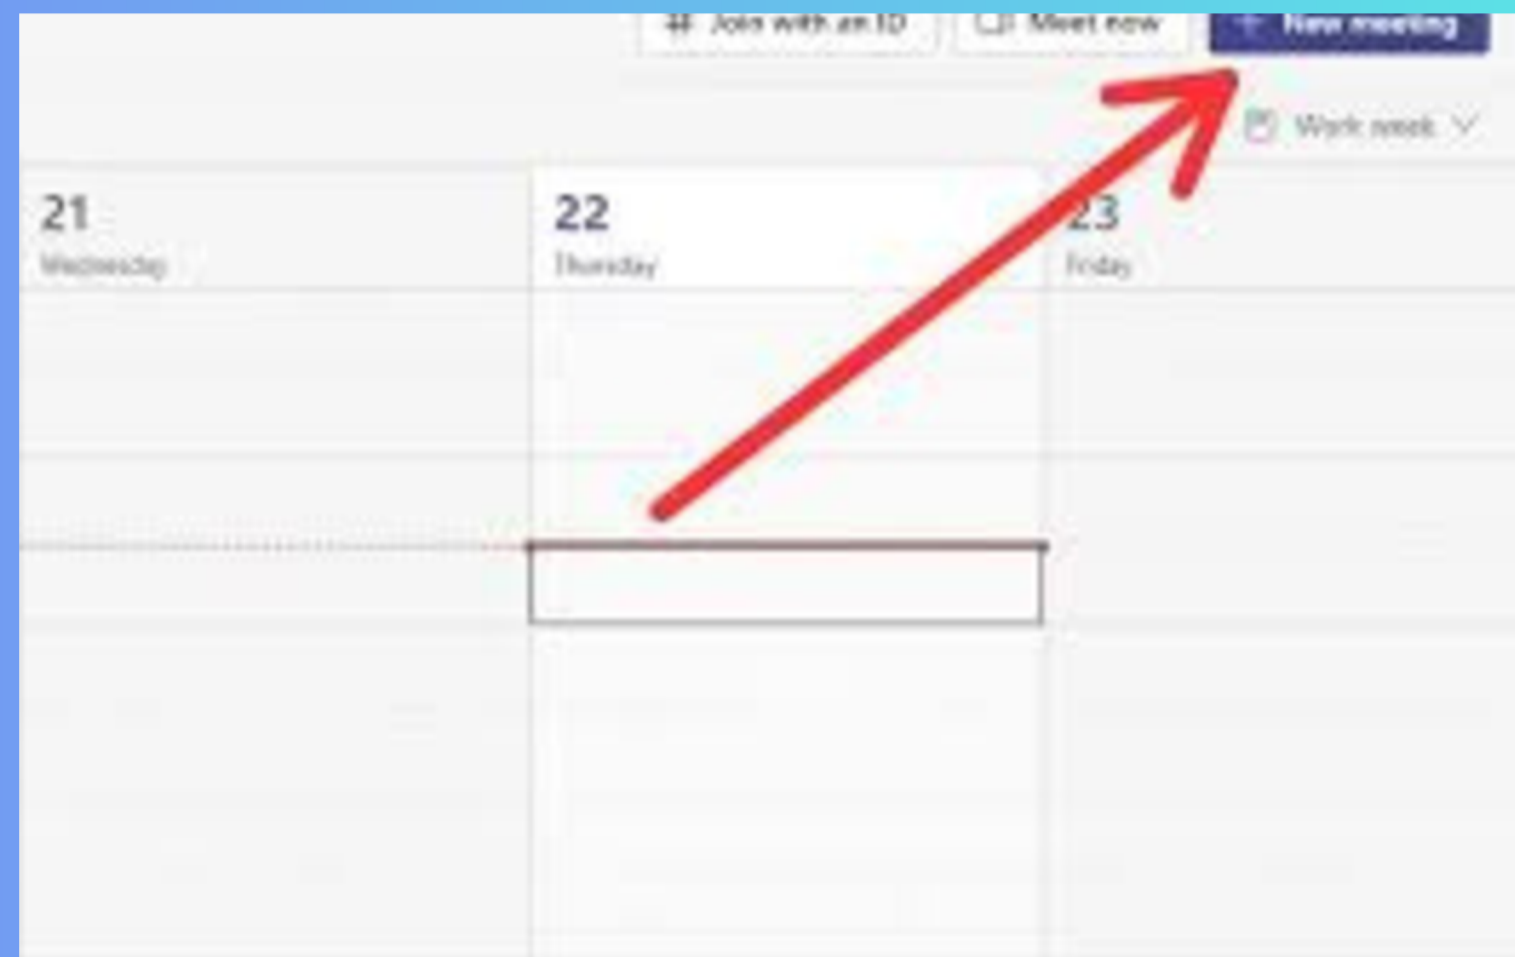 # Join with an ID
Meet now
+ New meeting
Work week
21
Wednesday
22
Thursday
23
Friday